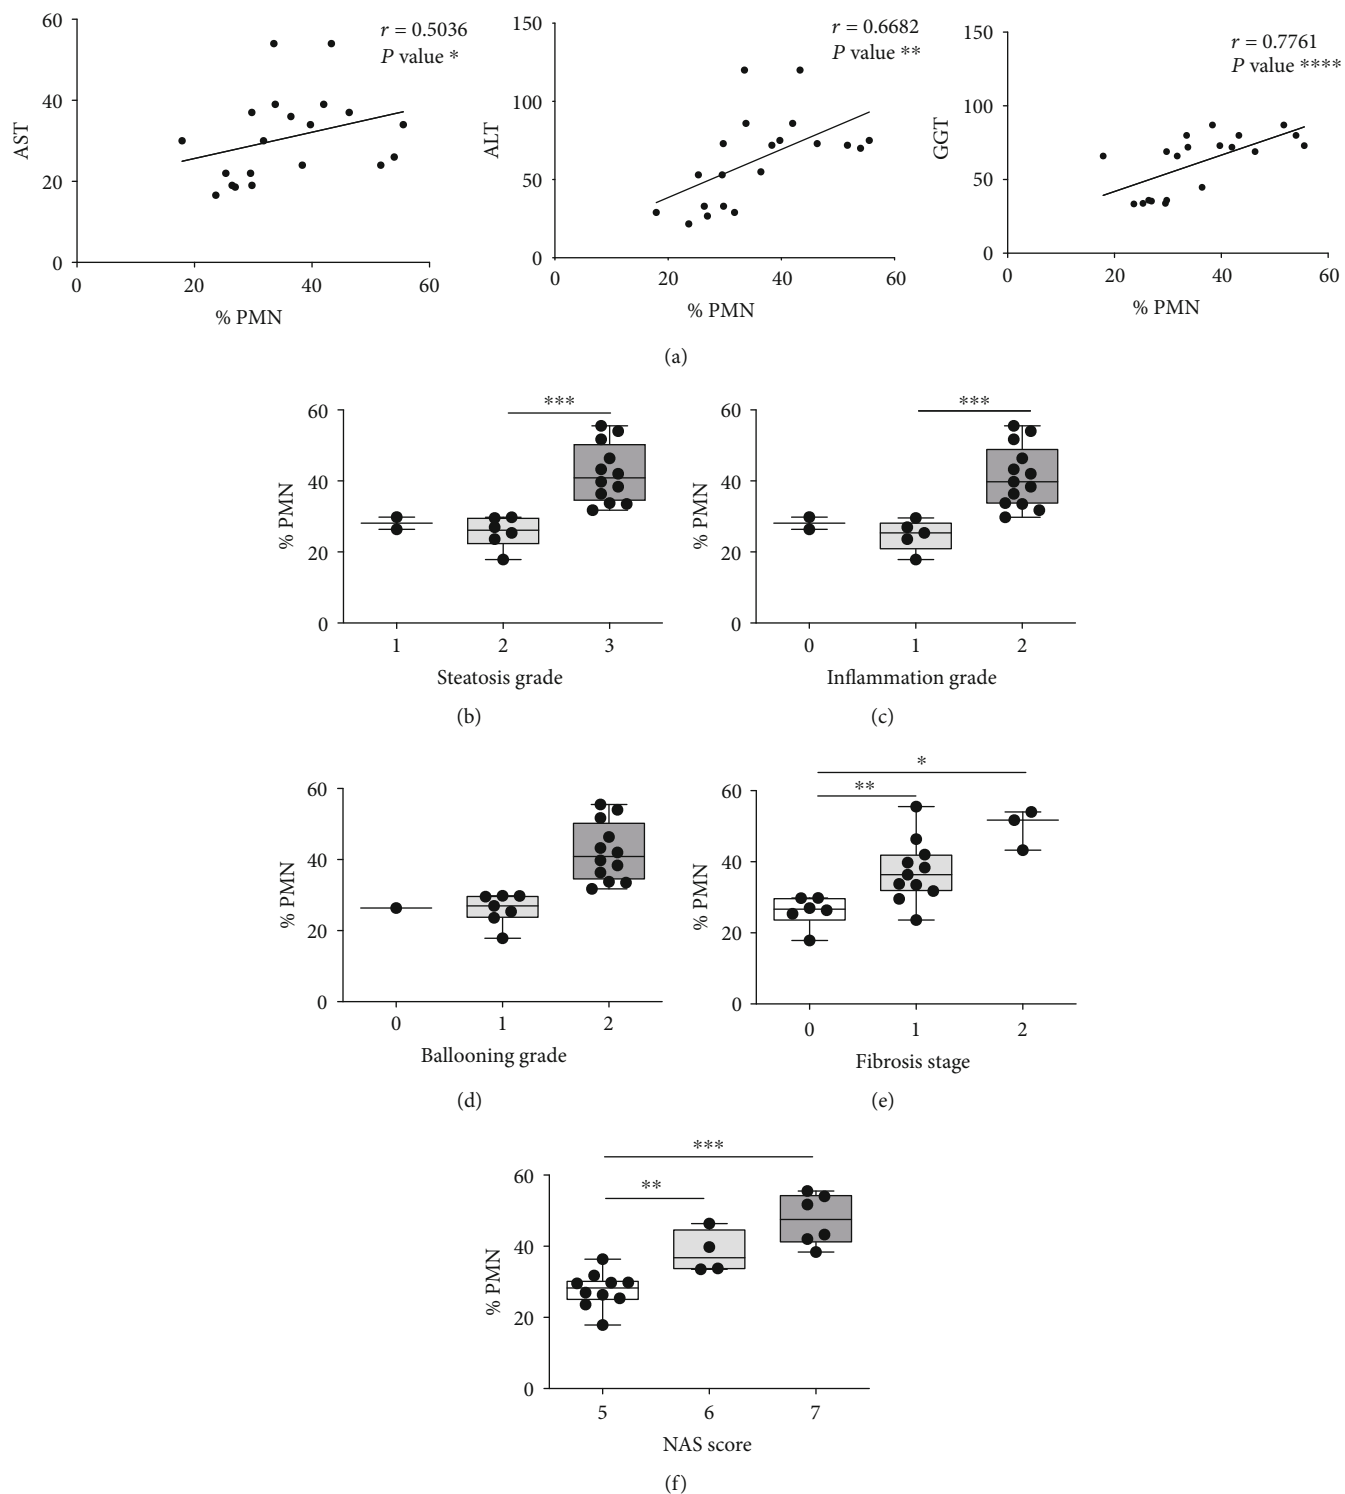 60
40
20
0
0
20
40
60
AST
% PMN
r = 0.5036
P value *
150
100
50
0
0
20
40
60
ALT
% PMN
r = 0.6682
P value **
150
100
50
0
0
20
40
60
GGT
% PMN
r = 0.7761
P value ****
(a)
60
40
20
0
% PMN
***
1
2
3
Steatosis grade
(b)
60
40
20
0
% PMN
***
0
1
2
Inflammation grade
(c)
60
40
20
0
% PMN
0
1
2
Ballooning grade
(d)
60
40
20
0
% PMN
*
**
0
1
2
Fibrosis stage
(e)
60
40
20
0
% PMN
***
**
5
6
7
NAS score
(f)